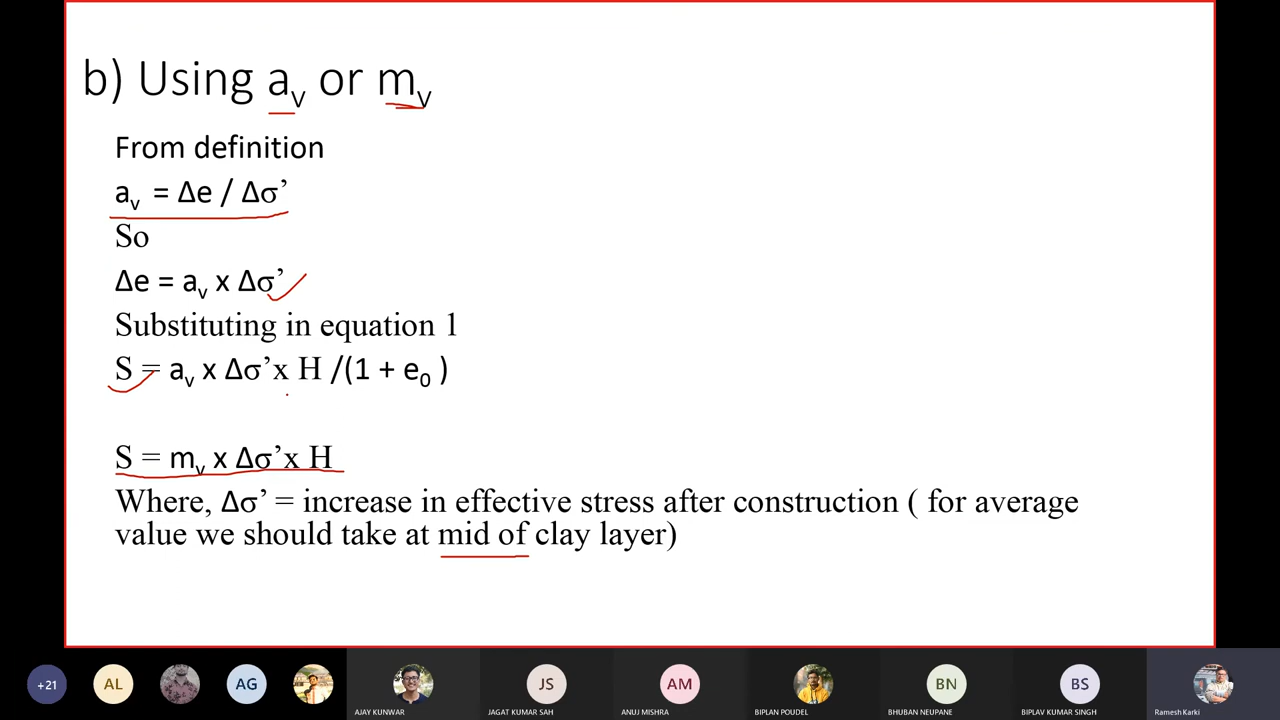 b) Using aᵥ or mᵥ
From definition
aᵥ = Δe / Δσ’
So
Δe = aᵥ x Δσ’
Substituting in equation 1
S = aᵥ x Δσ’x H /(1 + e₀ )
S = mᵥ x Δσ’x H
Where, Δσ’ = increase in effective stress after construction ( for average
value we should take at mid of clay layer)
+21 AL AG JS AM BN BS
AJAY KUNWAR JAGAT KUMAR SAH ANUJ MISHRA BIPLAN POUDEL BHUBAN NEUPANE BIPLAV KUMAR SINGH Ramesh Karki